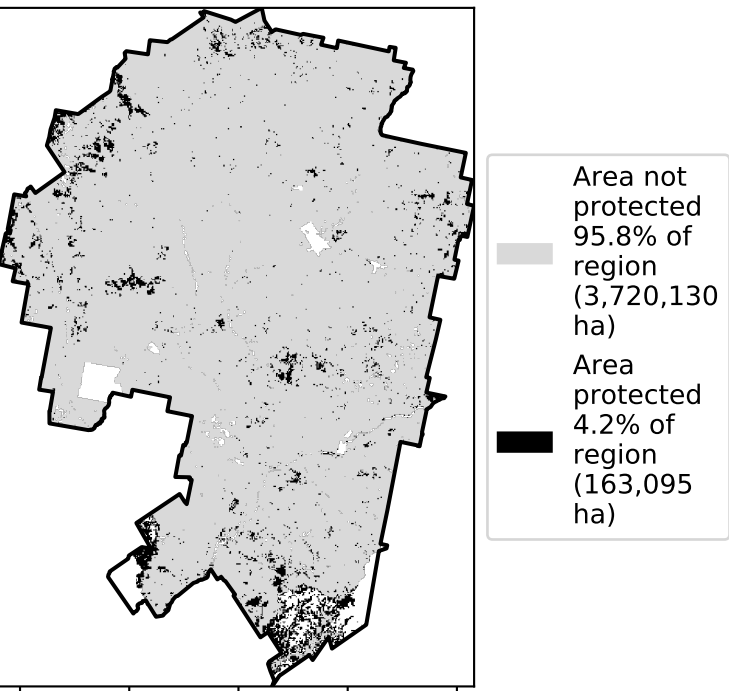 Area not
protected
95.8% of
region
(3,720,130
ha)
Area
protected
4.2% of
region
(163,095
ha)